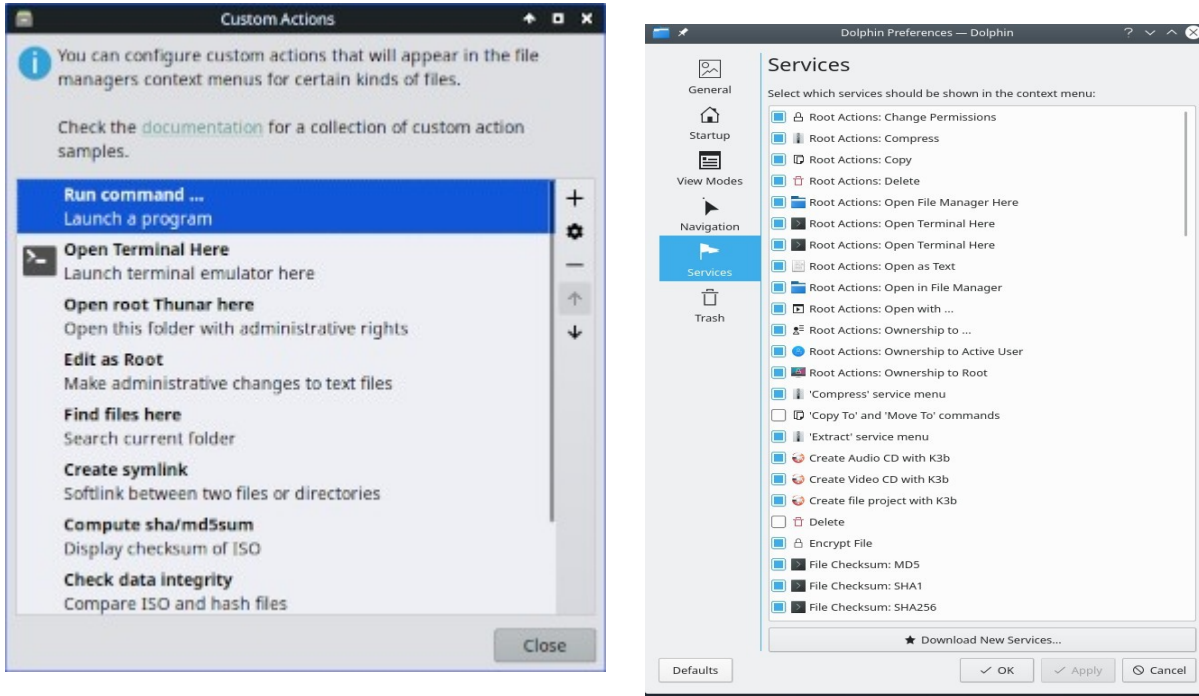 Custom Actions
You can configure custom actions that will appear in the file
managers context menus for certain kinds of files.
Check the documentation for a collection of custom action
samples.
Run command ...
Launch a program
Open Terminal Here
Launch terminal emulator here
Open root Thunar here
Open this folder with administrative rights
Edit as Root
Make administrative changes to text files
Find files here
Search current folder
Create symlink
Softlink between two files or directories
Compute sha/md5sum
Display checksum of ISO
Check data integrity
Compare ISO and hash files
Close
Dolphin Preferences — Dolphin
General
Startup
View Modes
Navigation
Services
Trash
Services
Select which services should be shown in the context menu:
Root Actions: Change Permissions
Root Actions: Compress
Root Actions: Copy
Root Actions: Delete
Root Actions: Open File Manager Here
Root Actions: Open Terminal Here
Root Actions: Open Terminal Here
Root Actions: Open as Text
Root Actions: Open in File Manager
Root Actions: Open with ...
Root Actions: Ownership to ...
Root Actions: Ownership to Active User
Root Actions: Ownership to Root
'Compress' service menu
'Copy To' and 'Move To' commands
'Extract' service menu
Create Audio CD with K3b
Create Video CD with K3b
Create file project with K3b
Delete
Encrypt File
File Checksum: MD5
File Checksum: SHA1
File Checksum: SHA256
Download New Services...
Defaults
OK
Apply
Cancel